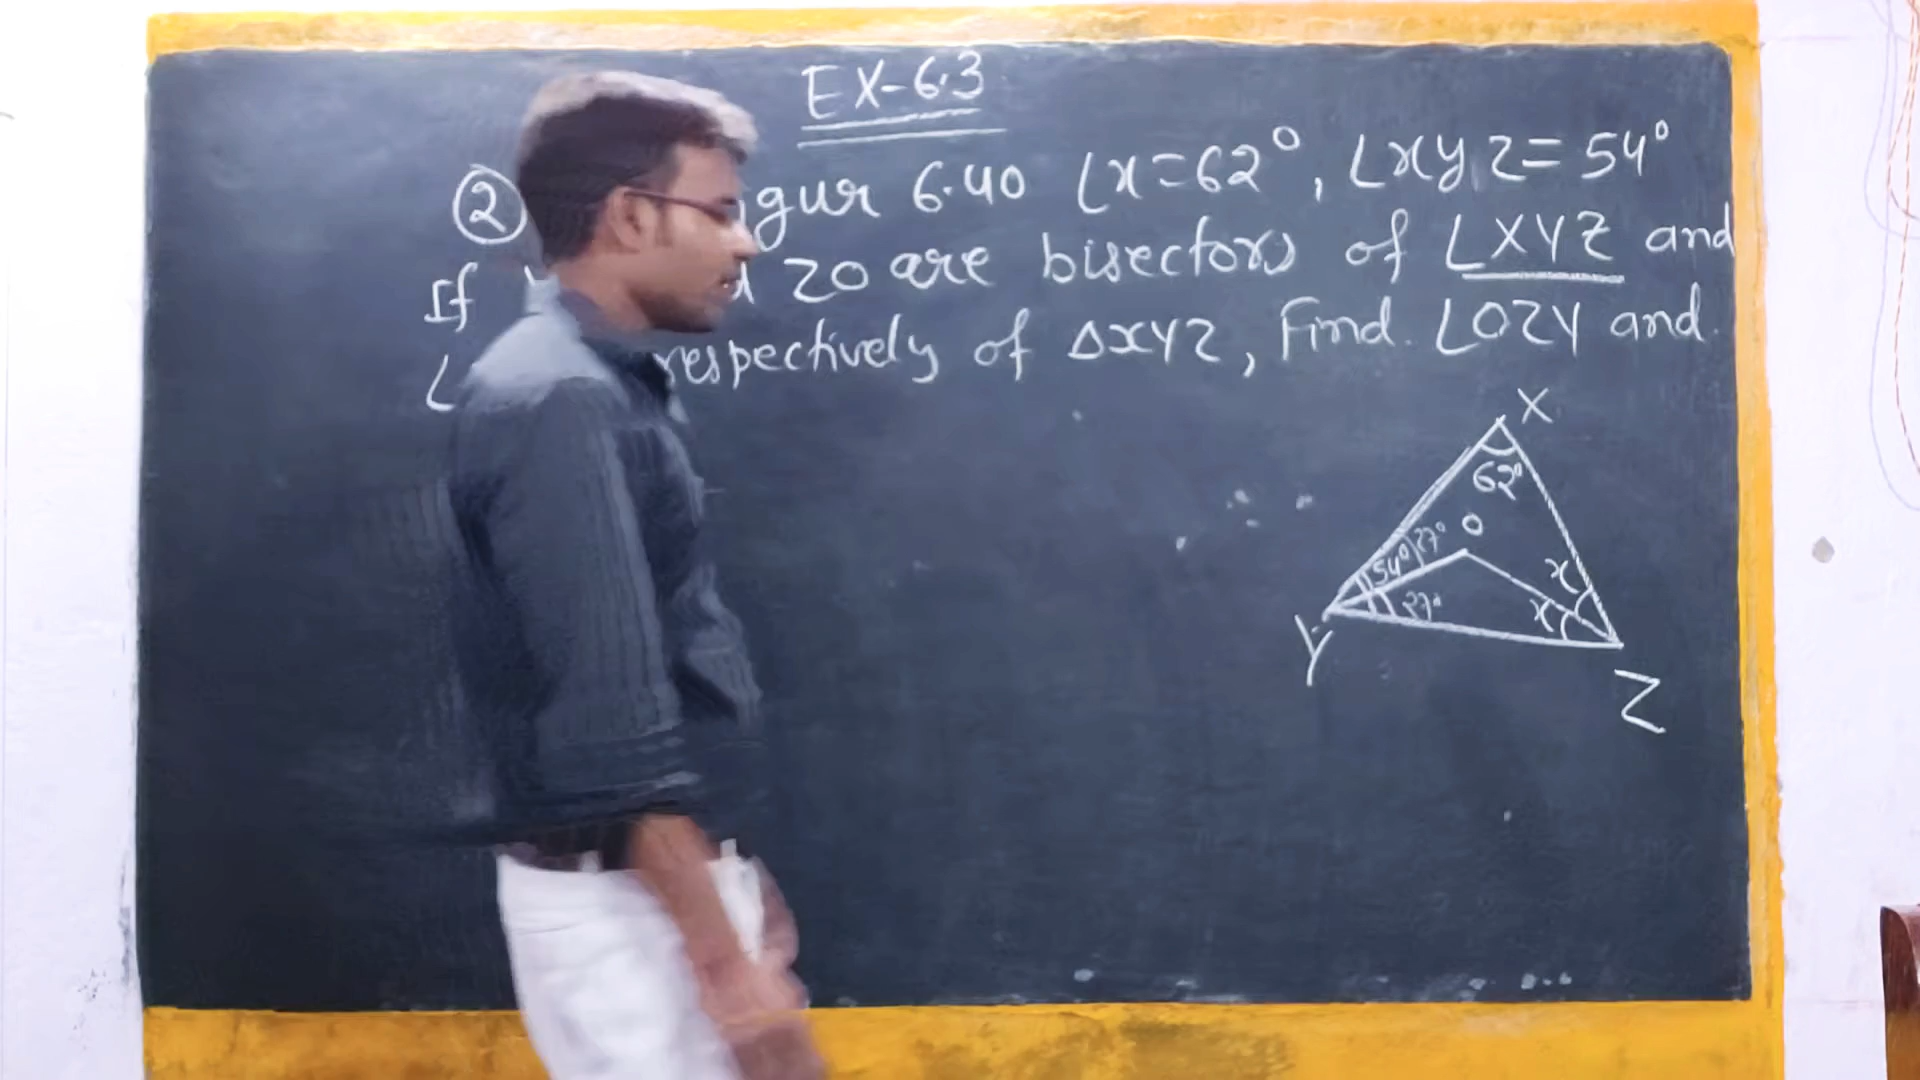 EX-6.3
② gur 6.40 ∠x=62°, ∠xyz=54°
If ZO are bisectors of ∠XYZ and
∠ respectively of ΔXYZ, Find. ∠OZY and.
X
62°
O
27°
54°
x
27°
x
Y
Z